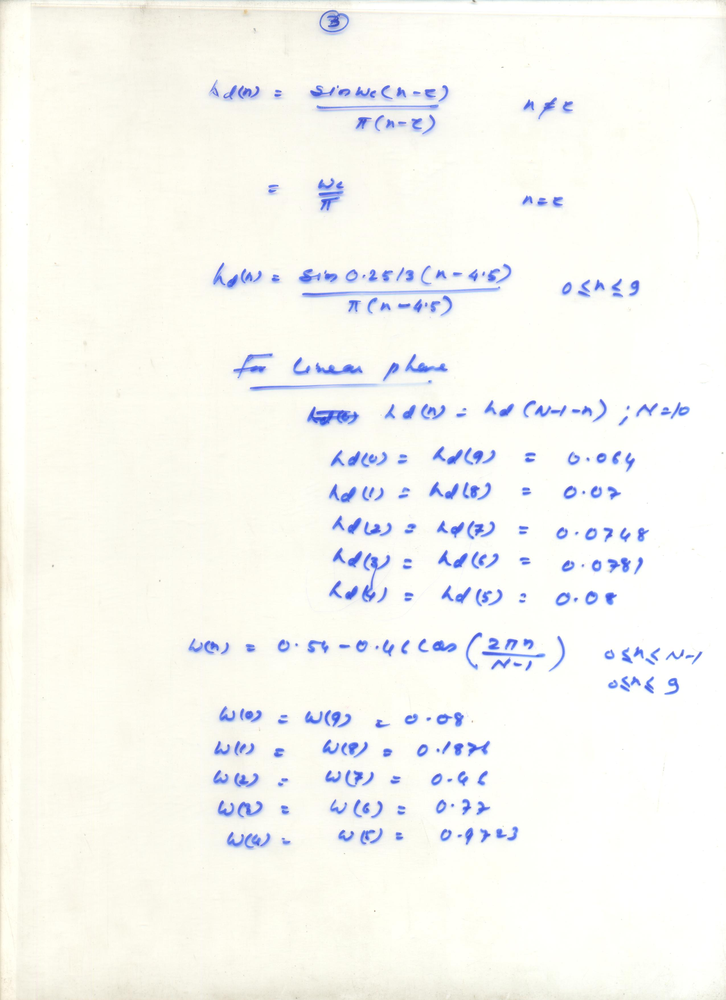 3
hd(n) = sin wc(n-τ) / π(n-τ)    n ≠ τ
= wc / π    n = τ
hd(n) = sin 0.2513(n-4.5) / π(n-4.5)    0 ≤ n ≤ 9
For Linear phase
hd(0) hd(n) = hd(N-1-n) ; N=10
hd(0) = hd(9) = 0.064
hd(1) = hd(8) = 0.07
hd(2) = hd(7) = 0.0748
hd(3) = hd(6) = 0.0781
hd(4) = hd(5) = 0.08
w(n) = 0.54 - 0.46 cos (2πn / N-1)    0 ≤ n ≤ N-1
0 ≤ n ≤ 9
w(0) = w(9) = 0.08
w(1) = w(8) = 0.1876
w(2) = w(7) = 0.46
w(3) = w(6) = 0.77
w(4) = w(5) = 0.9723